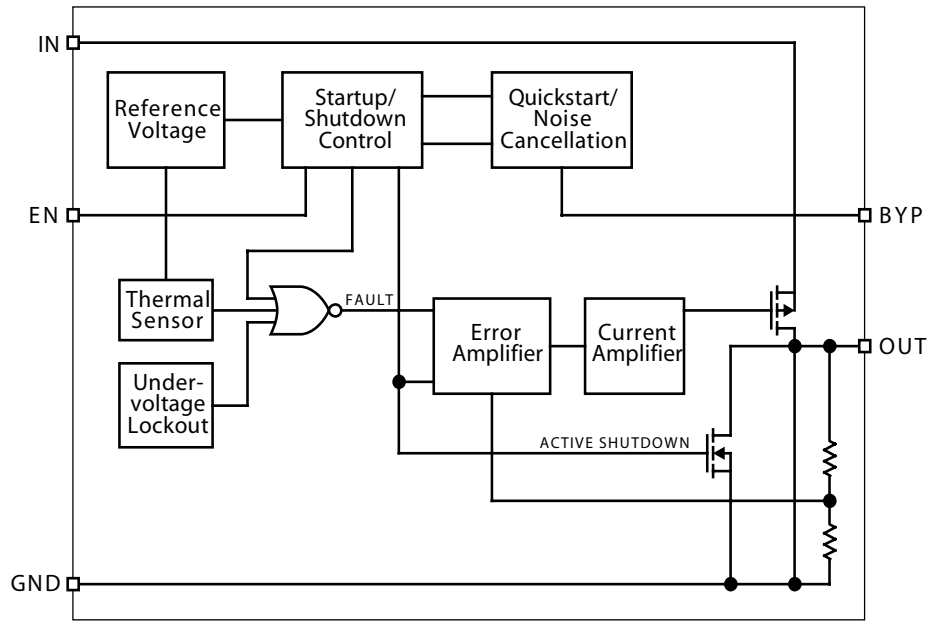 IN
Reference
Voltage
Startup/
Shutdown
Control
Quickstart/
Noise
Cancellation
EN
BYP
Thermal
Sensor
FAULT
Error
Amplifier
Current
Amplifier
OUT
Under-
voltage
Lockout
ACTIVE SHUTDOWN
GND